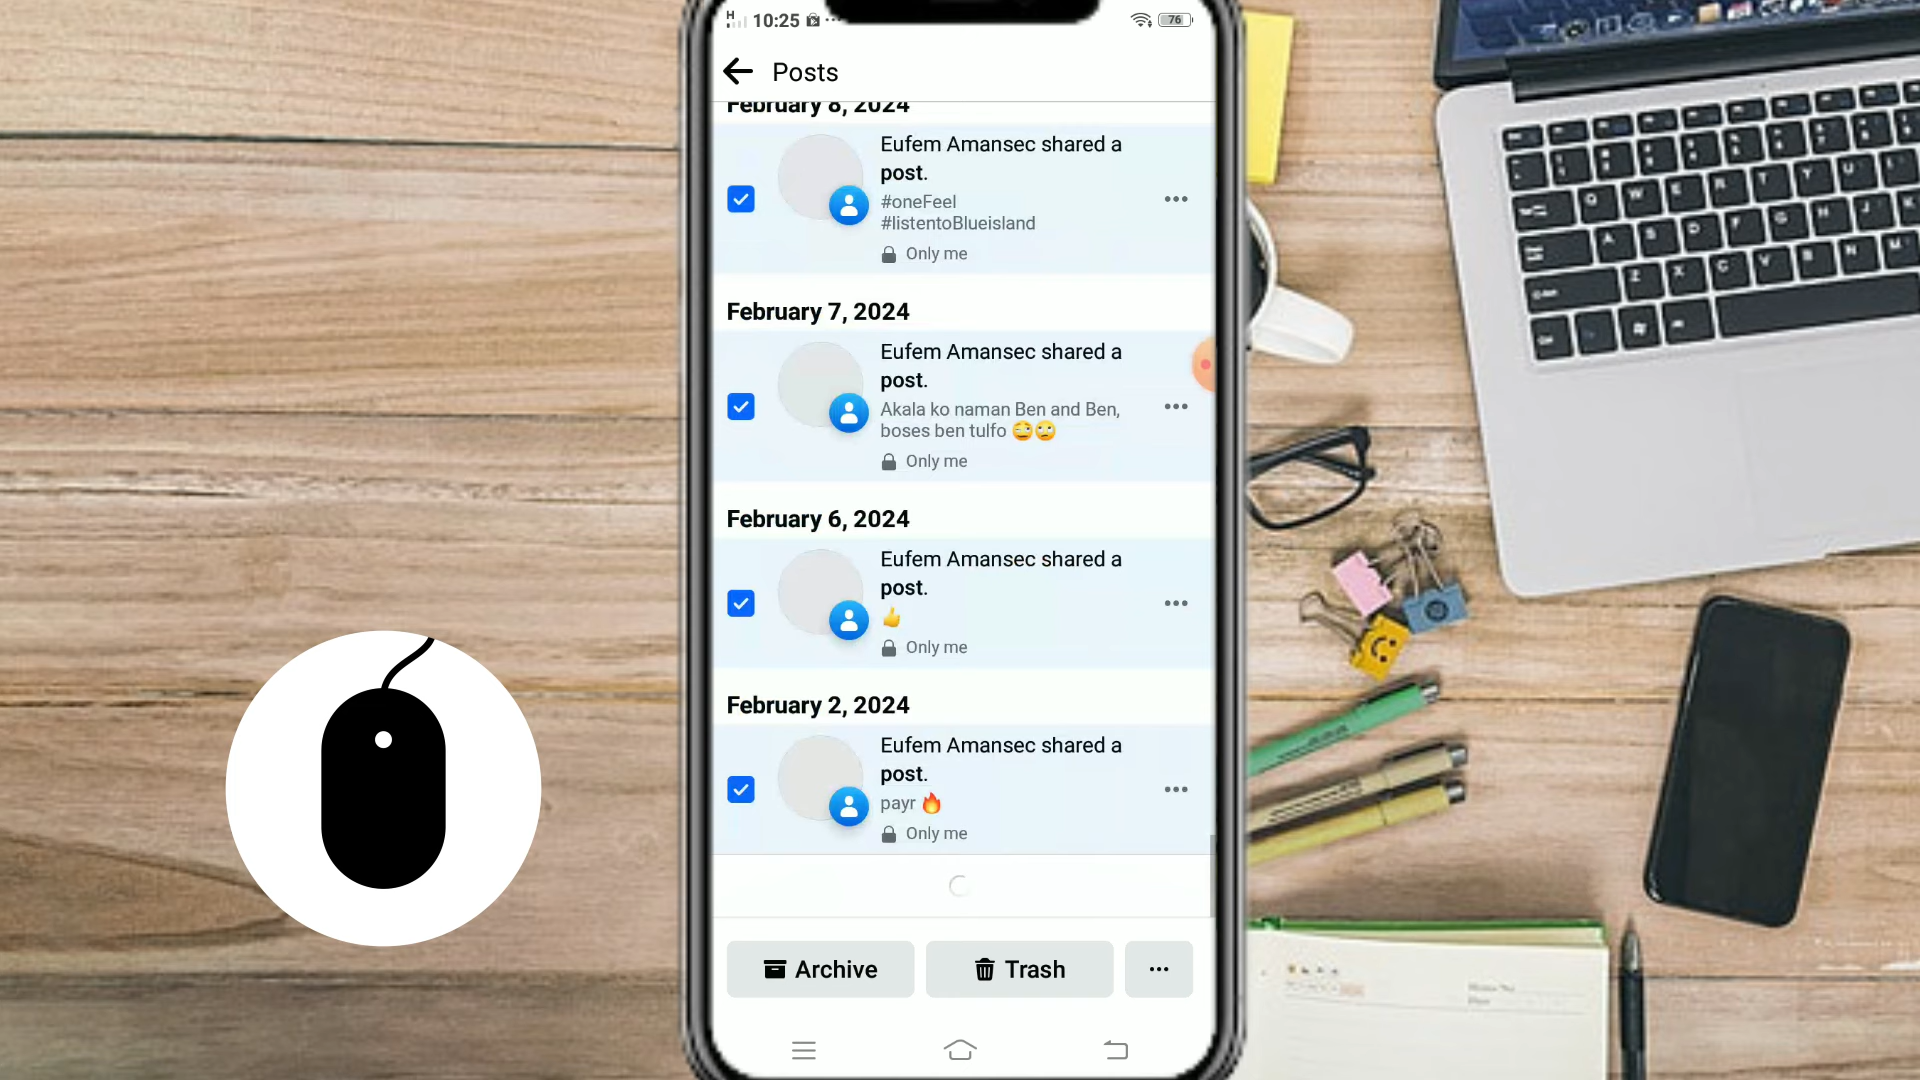 H 10:25 76
Posts
February 8, 2024
Eufem Amansec shared a
post.
#oneFeel
#listentoBlueisland
Only me
February 7, 2024
Eufem Amansec shared a
post.
Akala ko naman Ben and Ben,
boses ben tulfo 🙄🙄
Only me
February 6, 2024
Eufem Amansec shared a
post.
👍
Only me
February 2, 2024
Eufem Amansec shared a
post.
payr 🔥
Only me
Archive Trash
Q W E R T Y U
A S D F G H J K
Z X C V B N M